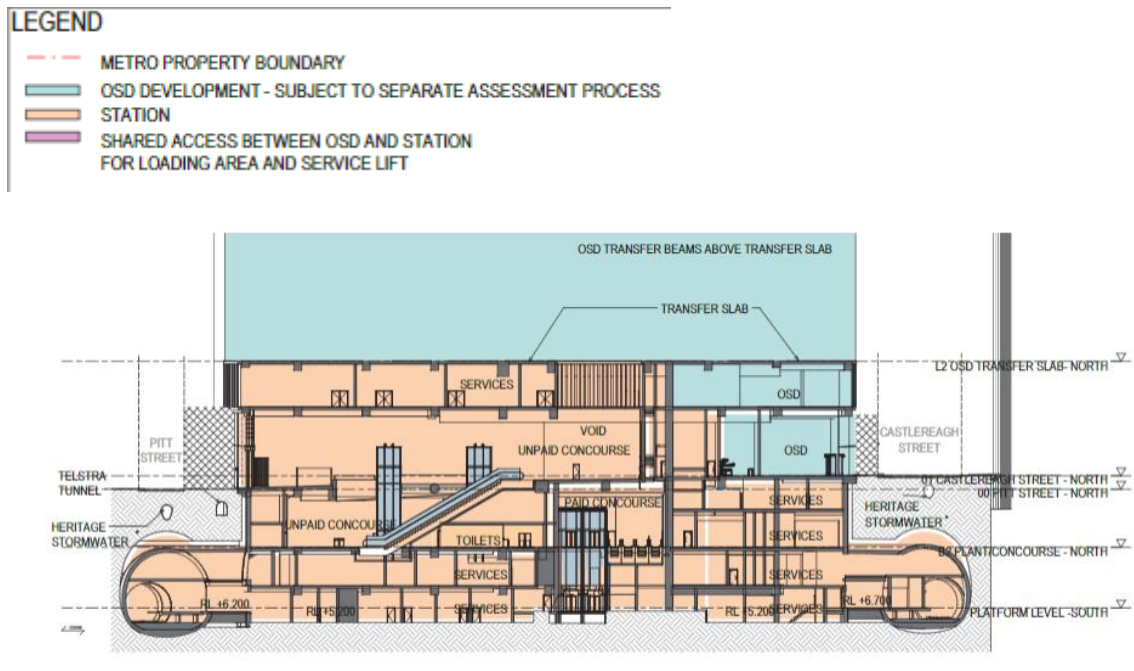 LEGEND
METRO PROPERTY BOUNDARY
OSD DEVELOPMENT - SUBJECT TO SEPARATE ASSESSMENT PROCESS
STATION
SHARED ACCESS BETWEEN OSD AND STATION
FOR LOADING AREA AND SERVICE LIFT
OSD TRANSFER BEAMS ABOVE TRANSFER SLAB
TRANSFER SLAB
L2 OSD TRANSFER SLAB- NORTH
SERVICES
OSD
PITT
STREET
VOID
UNPAID CONCOURSE
OSD
CASTLEREAGH
STREET
TELSTRA
TUNNEL
01 CASTLEREAGH STREET - NORTH
00 PITT STREET - NORTH
PAID CONCOURSE
SERVICES
HERITAGE
STORMWATER
UNPAID CONCOURSE
TOILETS
SERVICES
HERITAGE
STORMWATER
B2 PLANT/CONCOURSE - NORTH
SERVICES
SERVICES
RL +6.200
RL +5.200
SERVICES
RL +5.200
SERVICES
RL +6.700
PLATFORM LEVEL -SOUTH